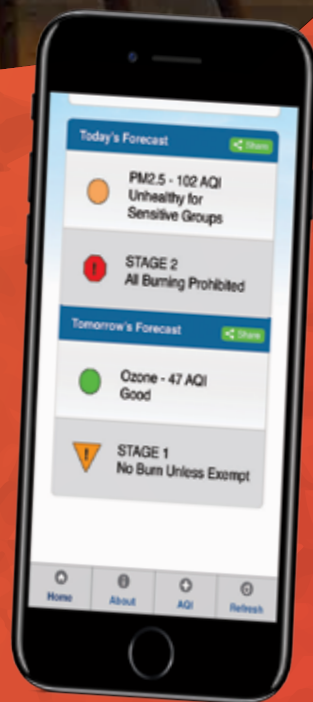 Today's Forecast
Share
PM2.5 - 102 AQI
Unhealthy for
Sensitive Groups
STAGE 2
All Burning Prohibited
Tomorrow's Forecast
Share
Ozone - 47 AQI
Good
STAGE 1
No Burn Unless Exempt
Home
About
AQI
Refresh